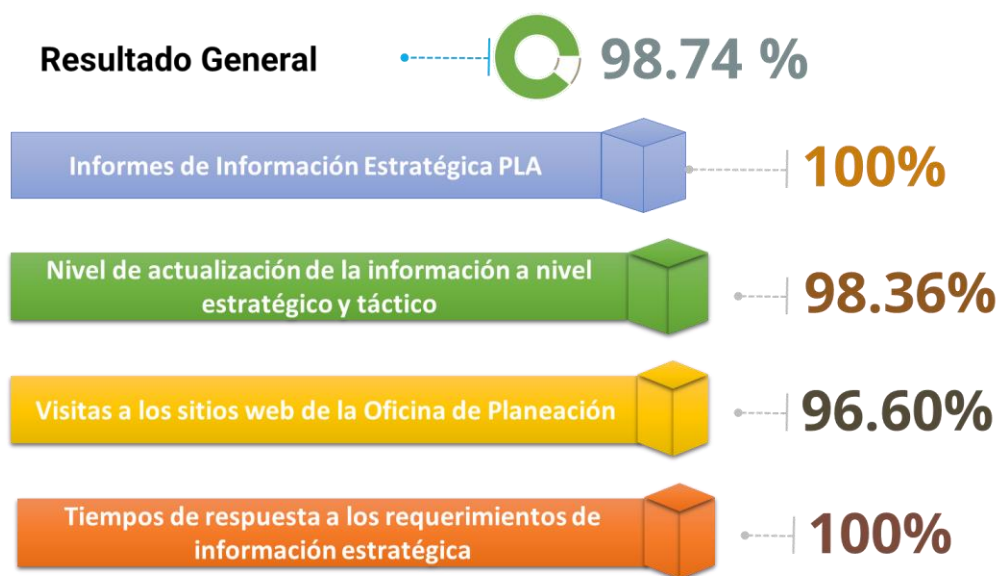 Resultado General
98.74 %
Informes de Información Estratégica PLA
100%
Nivel de actualización de la información a nivel
estratégico y táctico
98.36%
Visitas a los sitios web de la Oficina de Planeación
96.60%
Tiempos de respuesta a los requerimientos de
información estratégica
100%